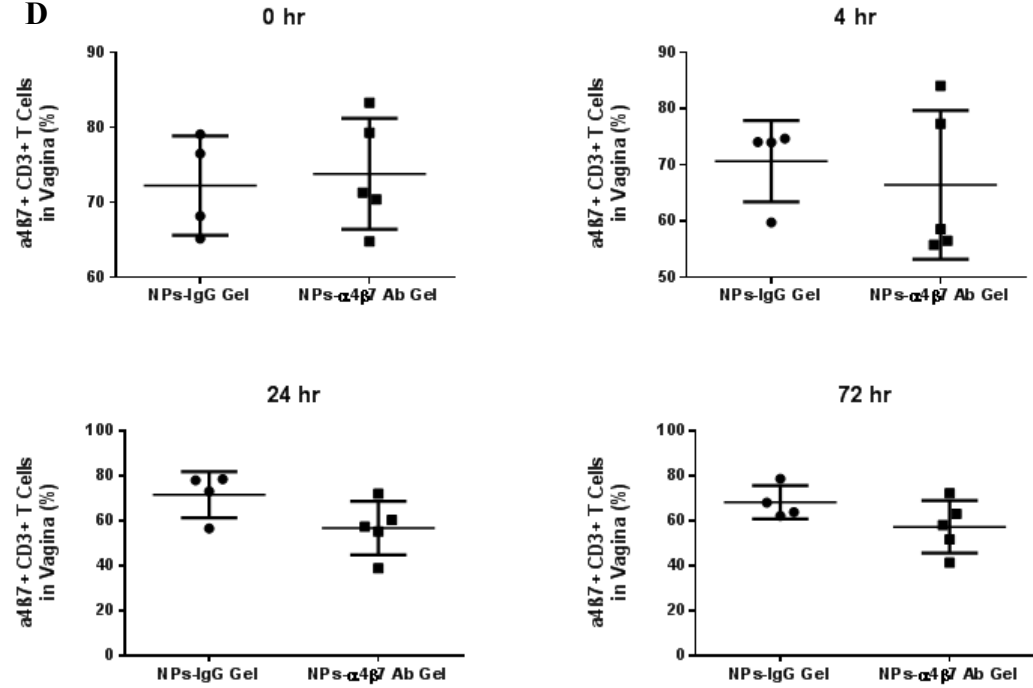 D
0 hr
a4ß7+ CD3+ T Cells
in Vagina (%)
90
80
70
60
NPs-IgG Gel
NPs-α4β7 Ab Gel
4 hr
a4ß7+ CD3+ T Cells
in Vagina (%)
90
80
70
60
50
NPs-IgG Gel
NPs-α4β7 Ab Gel
24 hr
a4ß7+ CD3+ T Cells
in Vagina (%)
100
80
60
40
20
0
NPs-IgG Gel
NPs-α4β7 Ab Gel
72 hr
a4ß7+ CD3+ T Cells
in Vagina (%)
100
80
60
40
20
0
NPs-IgG Gel
NPs-α4β7 Ab Gel